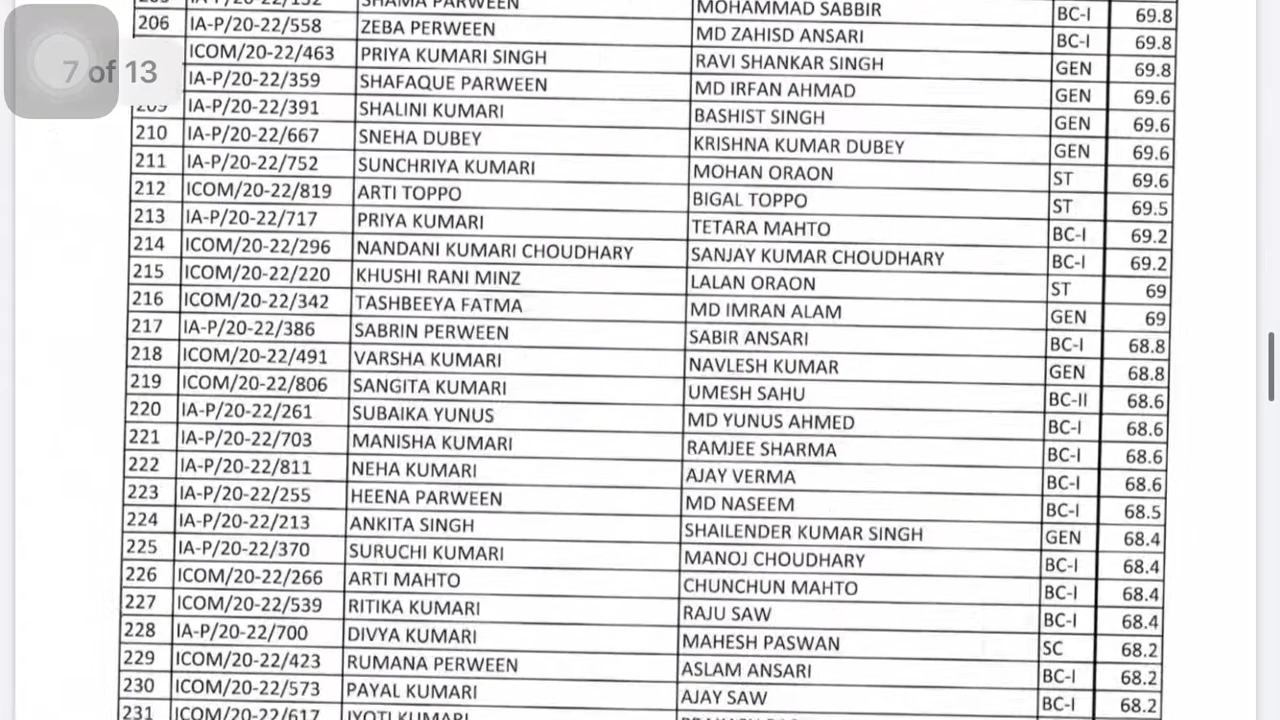 SHAMA PARWEEN MOHAMMAD SABBIR BC-I 69.8
206 IA-P/20-22/558 ZEBA PERWEEN MD ZAHISD ANSARI BC-I 69.8
7 of 13
ICOM/20-22/463 PRIYA KUMARI SINGH RAVI SHANKAR SINGH GEN 69.8
IA-P/20-22/359 SHAFAQUE PARWEEN MD IRFAN AHMAD GEN 69.6
209 IA-P/20-22/391 SHALINI KUMARI BASHIST SINGH GEN 69.6
210 IA-P/20-22/667 SNEHA DUBEY KRISHNA KUMAR DUBEY GEN 69.6
211 IA-P/20-22/752 SUNCHRIYA KUMARI MOHAN ORAON ST 69.6
212 ICOM/20-22/819 ARTI TOPPO BIGAL TOPPO ST 69.5
213 IA-P/20-22/717 PRIYA KUMARI TETARA MAHTO BC-I 69.2
214 ICOM/20-22/296 NANDANI KUMARI CHOUDHARY SANJAY KUMAR CHOUDHARY BC-I 69.2
215 ICOM/20-22/220 KHUSHI RANI MINZ LALAN ORAON ST 69
216 ICOM/20-22/342 TASHBEEYA FATMA MD IMRAN ALAM GEN 69
217 IA-P/20-22/386 SABRIN PERWEEN SABIR ANSARI BC-I 68.8
218 ICOM/20-22/491 VARSHA KUMARI NAVLESH KUMAR GEN 68.8
219 ICOM/20-22/806 SANGITA KUMARI UMESH SAHU BC-II 68.6
220 IA-P/20-22/261 SUBAIKA YUNUS MD YUNUS AHMED BC-I 68.6
221 IA-P/20-22/703 MANISHA KUMARI RAMJEE SHARMA BC-I 68.6
222 IA-P/20-22/811 NEHA KUMARI AJAY VERMA BC-I 68.6
223 IA-P/20-22/255 HEENA PARWEEN MD NASEEM BC-I 68.5
224 IA-P/20-22/213 ANKITA SINGH SHAILENDER KUMAR SINGH GEN 68.4
225 IA-P/20-22/370 SURUCHI KUMARI MANOJ CHOUDHARY BC-I 68.4
226 ICOM/20-22/266 ARTI MAHTO CHUNCHUN MAHTO BC-I 68.4
227 ICOM/20-22/539 RITIKA KUMARI RAJU SAW BC-I 68.4
228 IA-P/20-22/700 DIVYA KUMARI MAHESH PASWAN SC 68.2
229 ICOM/20-22/423 RUMANA PERWEEN ASLAM ANSARI BC-I 68.2
230 ICOM/20-22/573 PAYAL KUMARI AJAY SAW BC-I 68.2
231 ICOM/20-22/617 JYOTI KUMARI